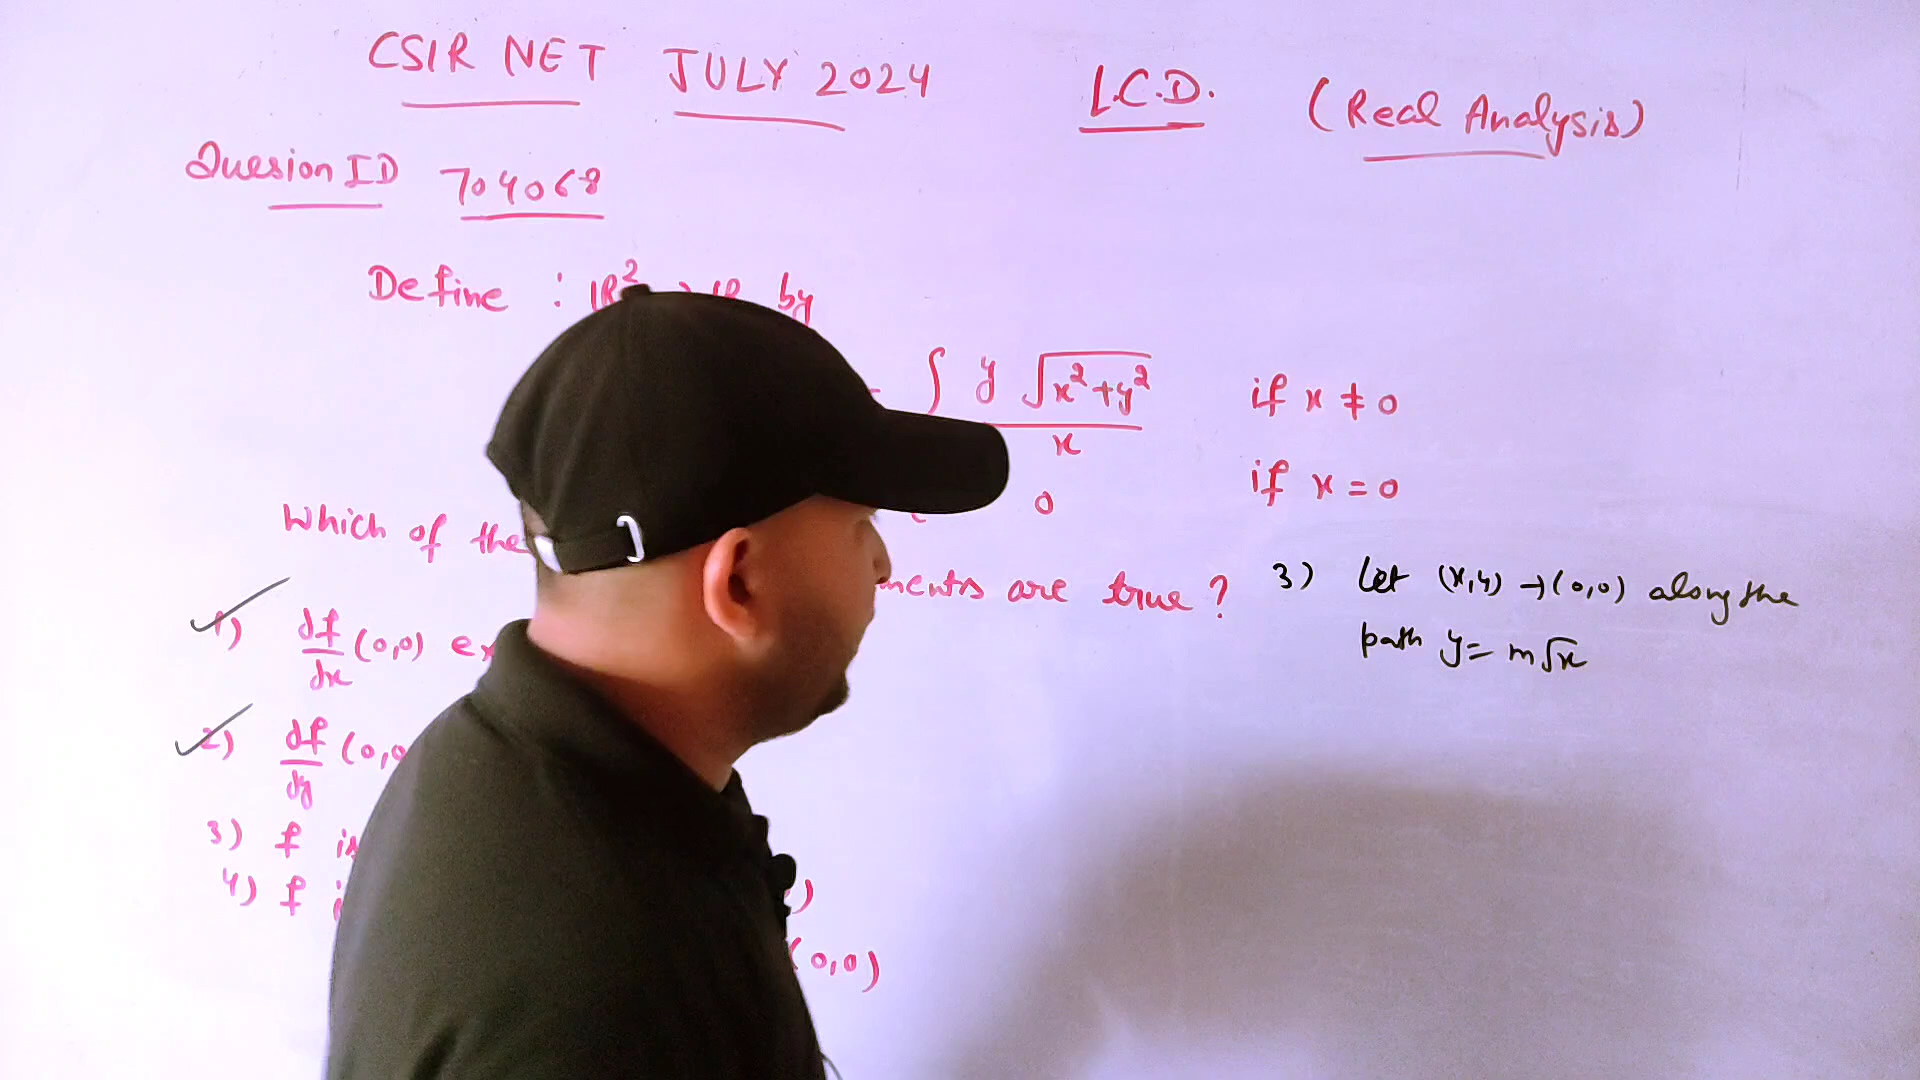 CSIR NET JULY 2024 L.C.D. (Real Analysis)
Quesion ID 704068
Define : IR² → IR by
y √x²+y² if x ≠ 0
x
0 if x = 0
Which of the
ments are true ?
1) df/dx (0,0) ex
2) df/dy (0,0
3) f is
4) f i
)
(0,0)
3) Let (x,y) → (0,0) along the
path y = m√x